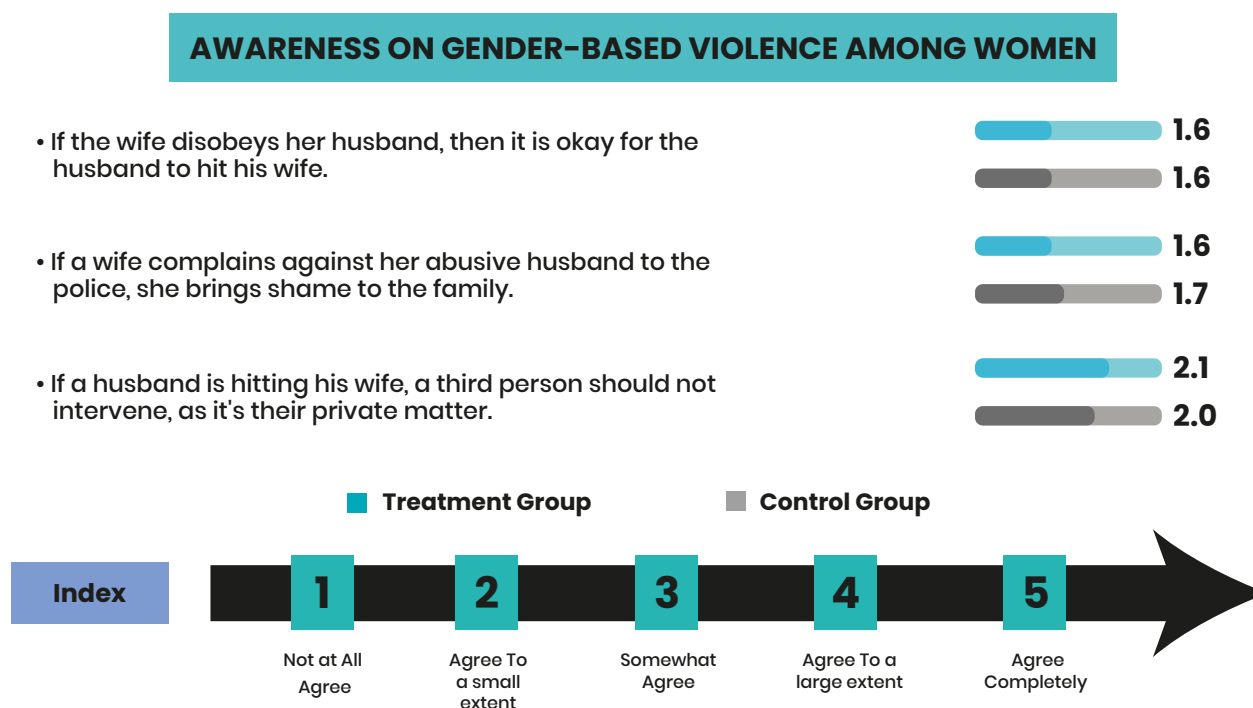 AWARENESS ON GENDER-BASED VIOLENCE AMONG WOMEN
• If the wife disobeys her husband, then it is okay for the
husband to hit his wife.
1.6
1.6
• If a wife complains against her abusive husband to the
police, she brings shame to the family.
1.6
1.7
• If a husband is hitting his wife, a third person should not
intervene, as it's their private matter.
2.1
2.0
Treatment Group
Control Group
Index
1
2
3
4
5
Not at All
Agree
Agree To
a small
extent
Somewhat
Agree
Agree To a
large extent
Agree
Completely